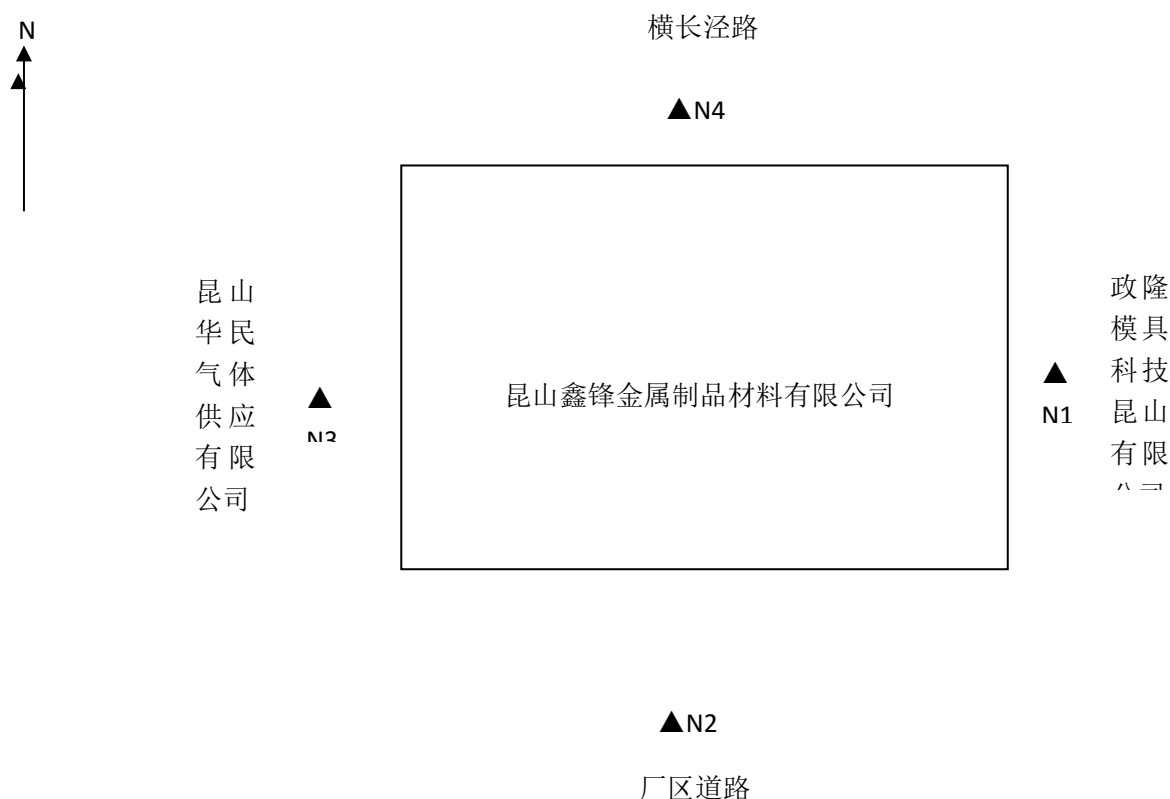 N
横长泾路
▲N4
昆山
华民
气体
供应
有限
公司
▲
N3
昆山鑫锋金属制品材料有限公司
▲
N1
政隆
模具
科技
昆山
有限
▲N2
厂区道路